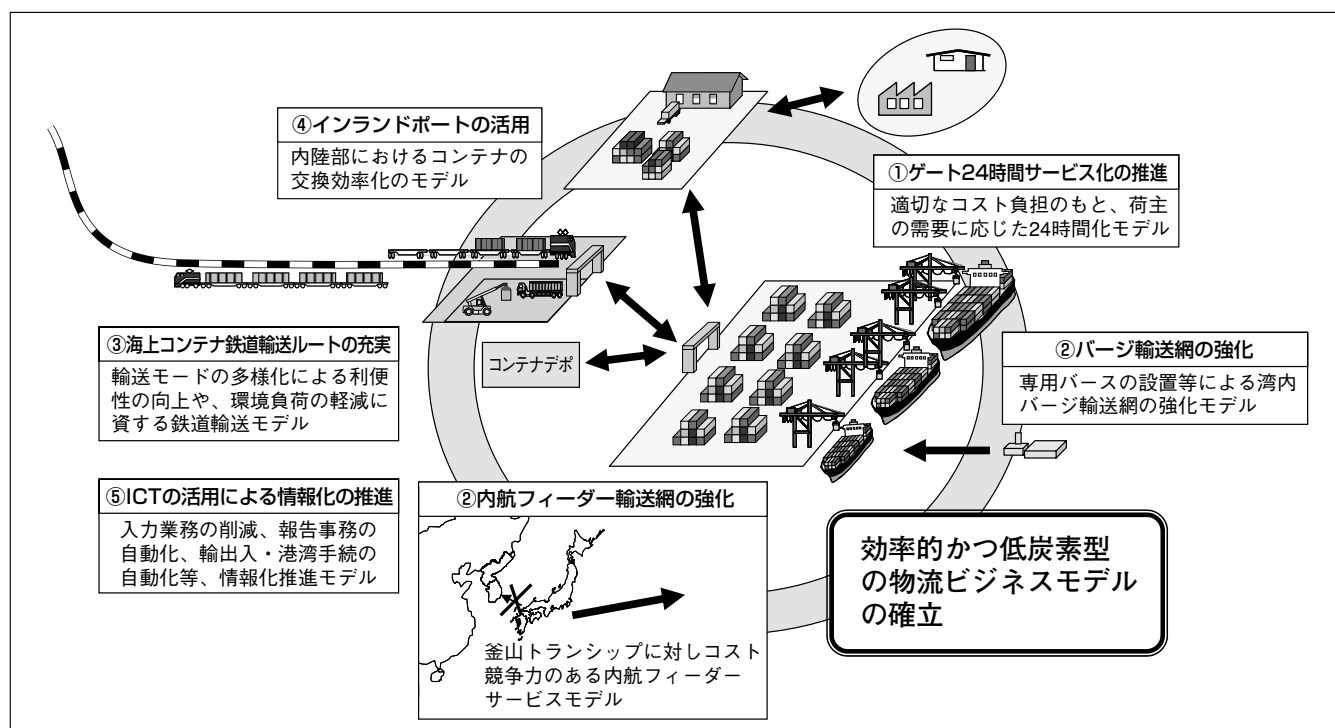 ④インランドポートの活用
内陸部におけるコンテナの
交換効率化のモデル
①ゲート24時間サービス化の推進
適切なコスト負担のもと、荷主
の需要に応じた24時間化モデル
③海上コンテナ鉄道輸送ルートの充実
輸送モードの多様化による利便
性の向上や、環境負荷の軽減に
資する鉄道輸送モデル
コンテナデポ
②バージ輸送網の強化
専用バースの設置等による湾内
バージ輸送網の強化モデル
⑤ICTの活用による情報化の推進
入力業務の削減、報告事務の
自動化、輸出入・港湾手続の
自動化等、情報化推進モデル
②内航フィーダー輸送網の強化
釜山トランシップに対しコスト
競争力のある内航フィーダー
サービスモデル
効率的かつ低炭素型
の物流ビジネスモデル
の確立